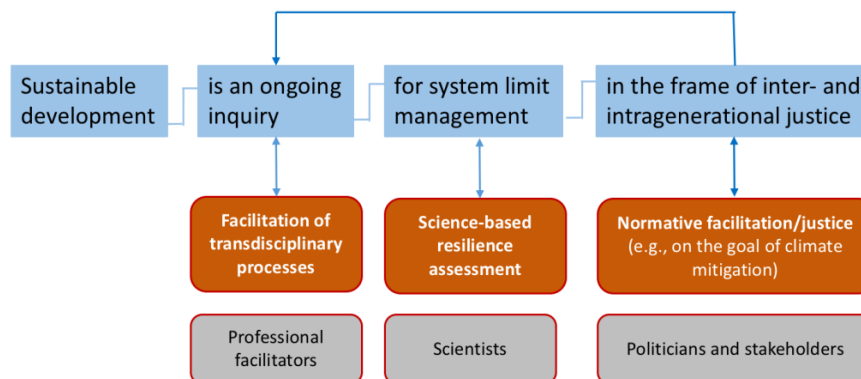 Sustainable
development
is an ongoing
inquiry
for system limit
management
in the frame of inter- and
intragenerational justice
Facilitation of
transdisciplinary
processes
Science-based
resilience
assessment
Normative facilitation/justice
(e.g., on the goal of climate
mitigation)
Professional
facilitators
Scientists
Politicians and stakeholders